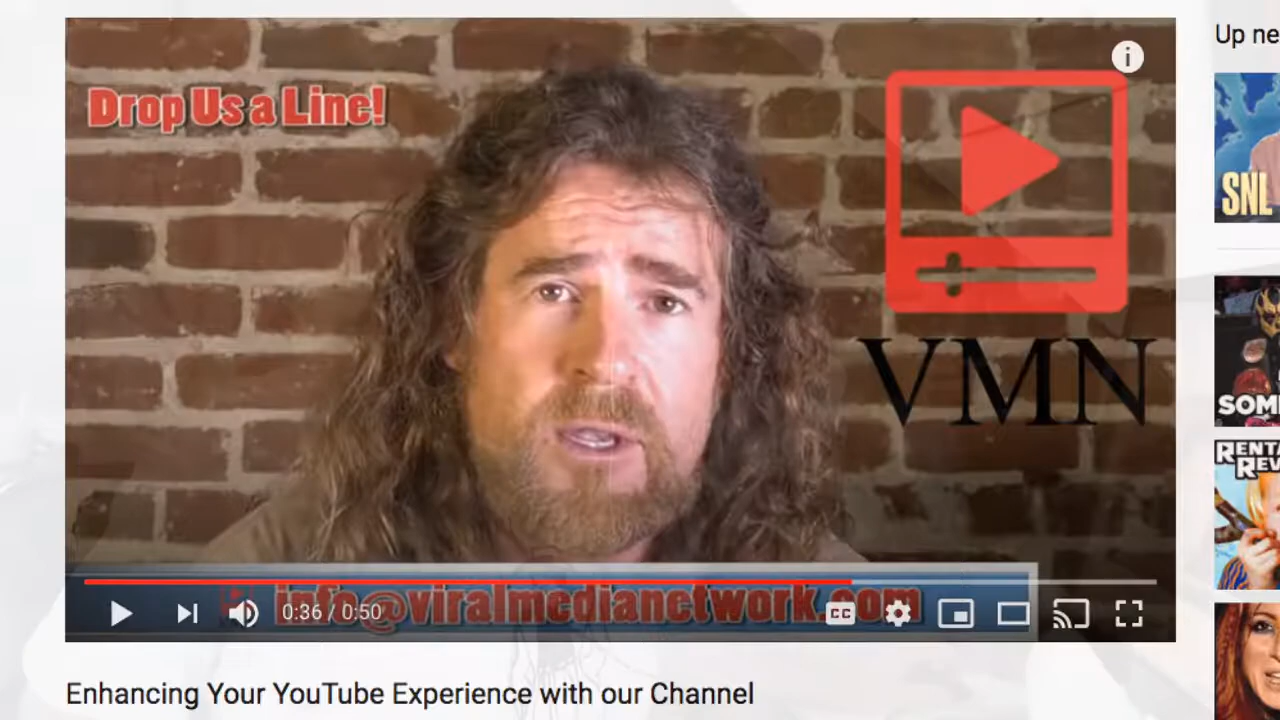 Up ne
Drop Us a Line!
i
SNL
VMN
SOM
RENTA
REV
info@viralmedianetwork.com
0:36 / 0:50
CC
Enhancing Your YouTube Experience with our Channel